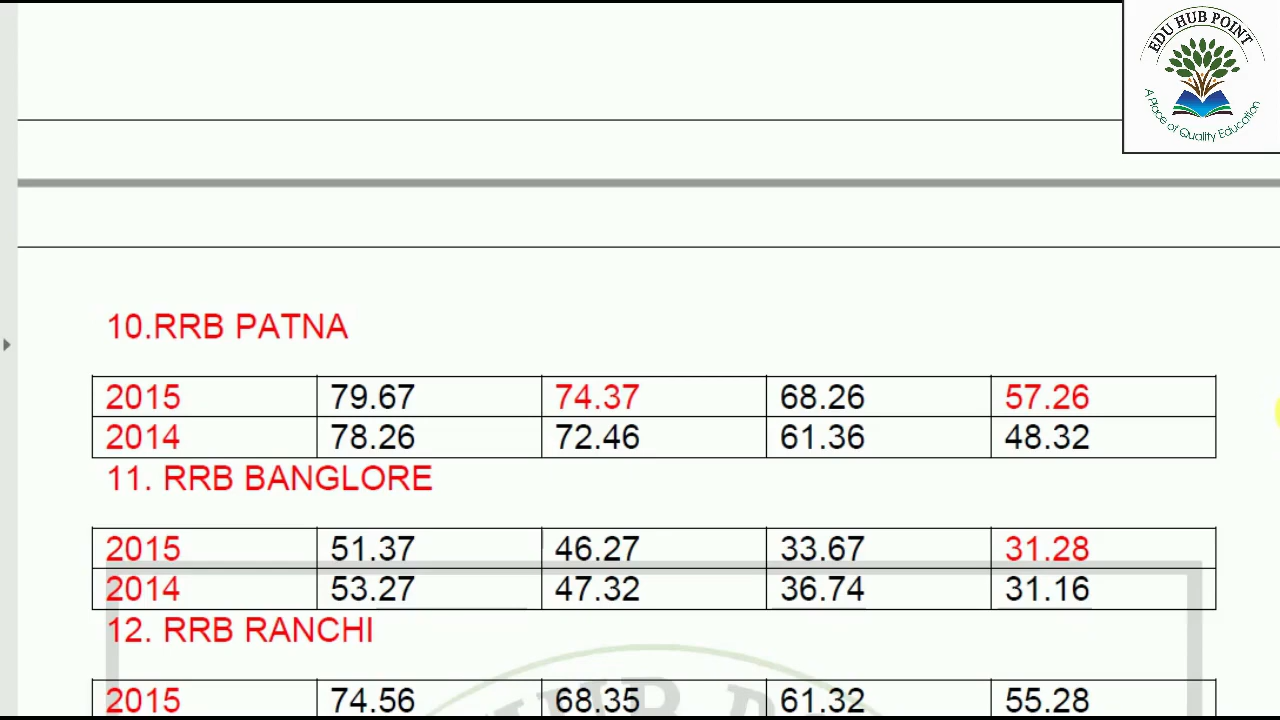 EDU HUB POINT
A Place of Quality Education
10.RRB PATNA
2015 79.67 74.37 68.26 57.26
2014 78.26 72.46 61.36 48.32
11. RRB BANGLORE
2015 51.37 46.27 33.67 31.28
2014 53.27 47.32 36.74 31.16
12. RRB RANCHI
2015 74.56 68.35 61.32 55.28